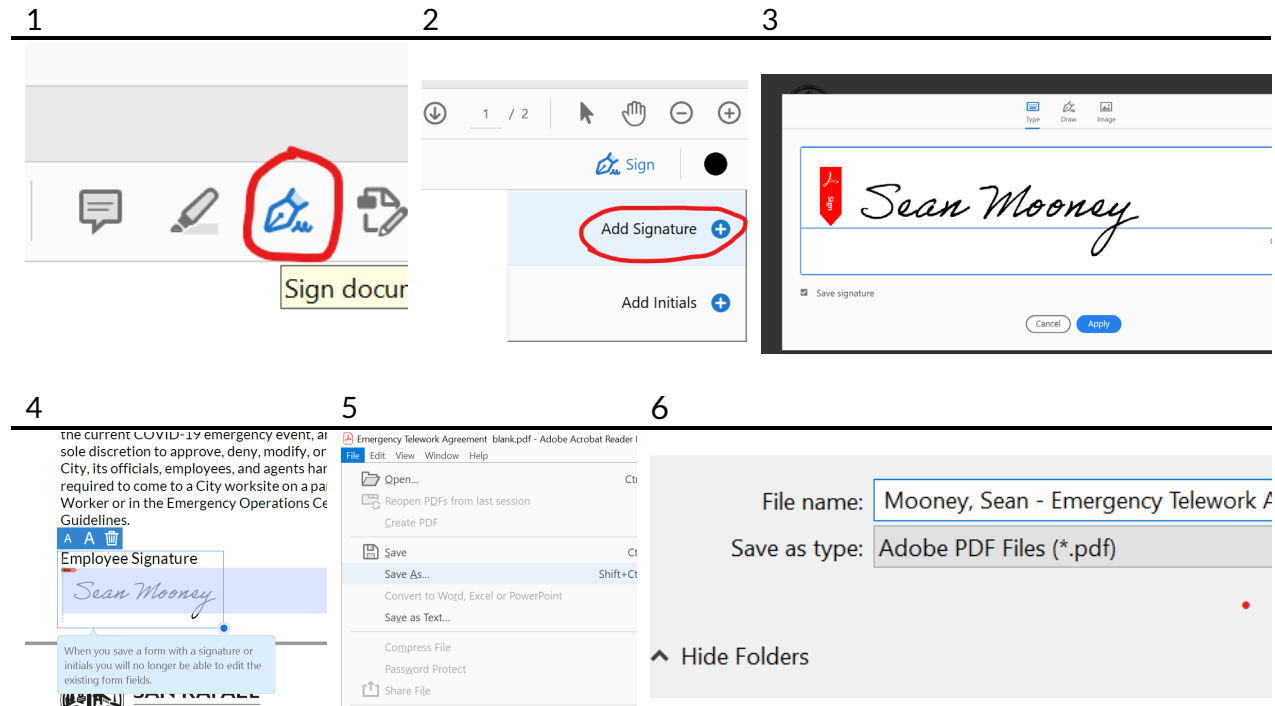 1
2
3
Sign docur
1 / 2
Sign
Add Signature
Add Initials
Type Draw Image
Sign
Sean Mooney
Save signature
Cancel Apply
4
5
6
the current COVID-19 emergency event, a
sole discretion to approve, deny, modify, or
City, its officials, employees, and agents har
required to come to a City worksite on a pa
Worker or in the Emergency Operations Ce
Guidelines.
A A
Employee Signature
Sean Mooney
When you save a form with a signature or
initials you will no longer be able to edit the
existing form fields.
SAN RAFAEL
Emergency Telework Agreement blank.pdf - Adobe Acrobat Reader
File Edit View Window Help
Open... Ct
Reopen PDFs from last session
Create PDF
Save Ct
Save As... Shift+Ct
Convert to Word, Excel or PowerPoint
Save as Text...
Compress File
Password Protect
Share File
File name: Mooney, Sean - Emergency Telework A
Save as type: Adobe PDF Files (*.pdf)
Hide Folders